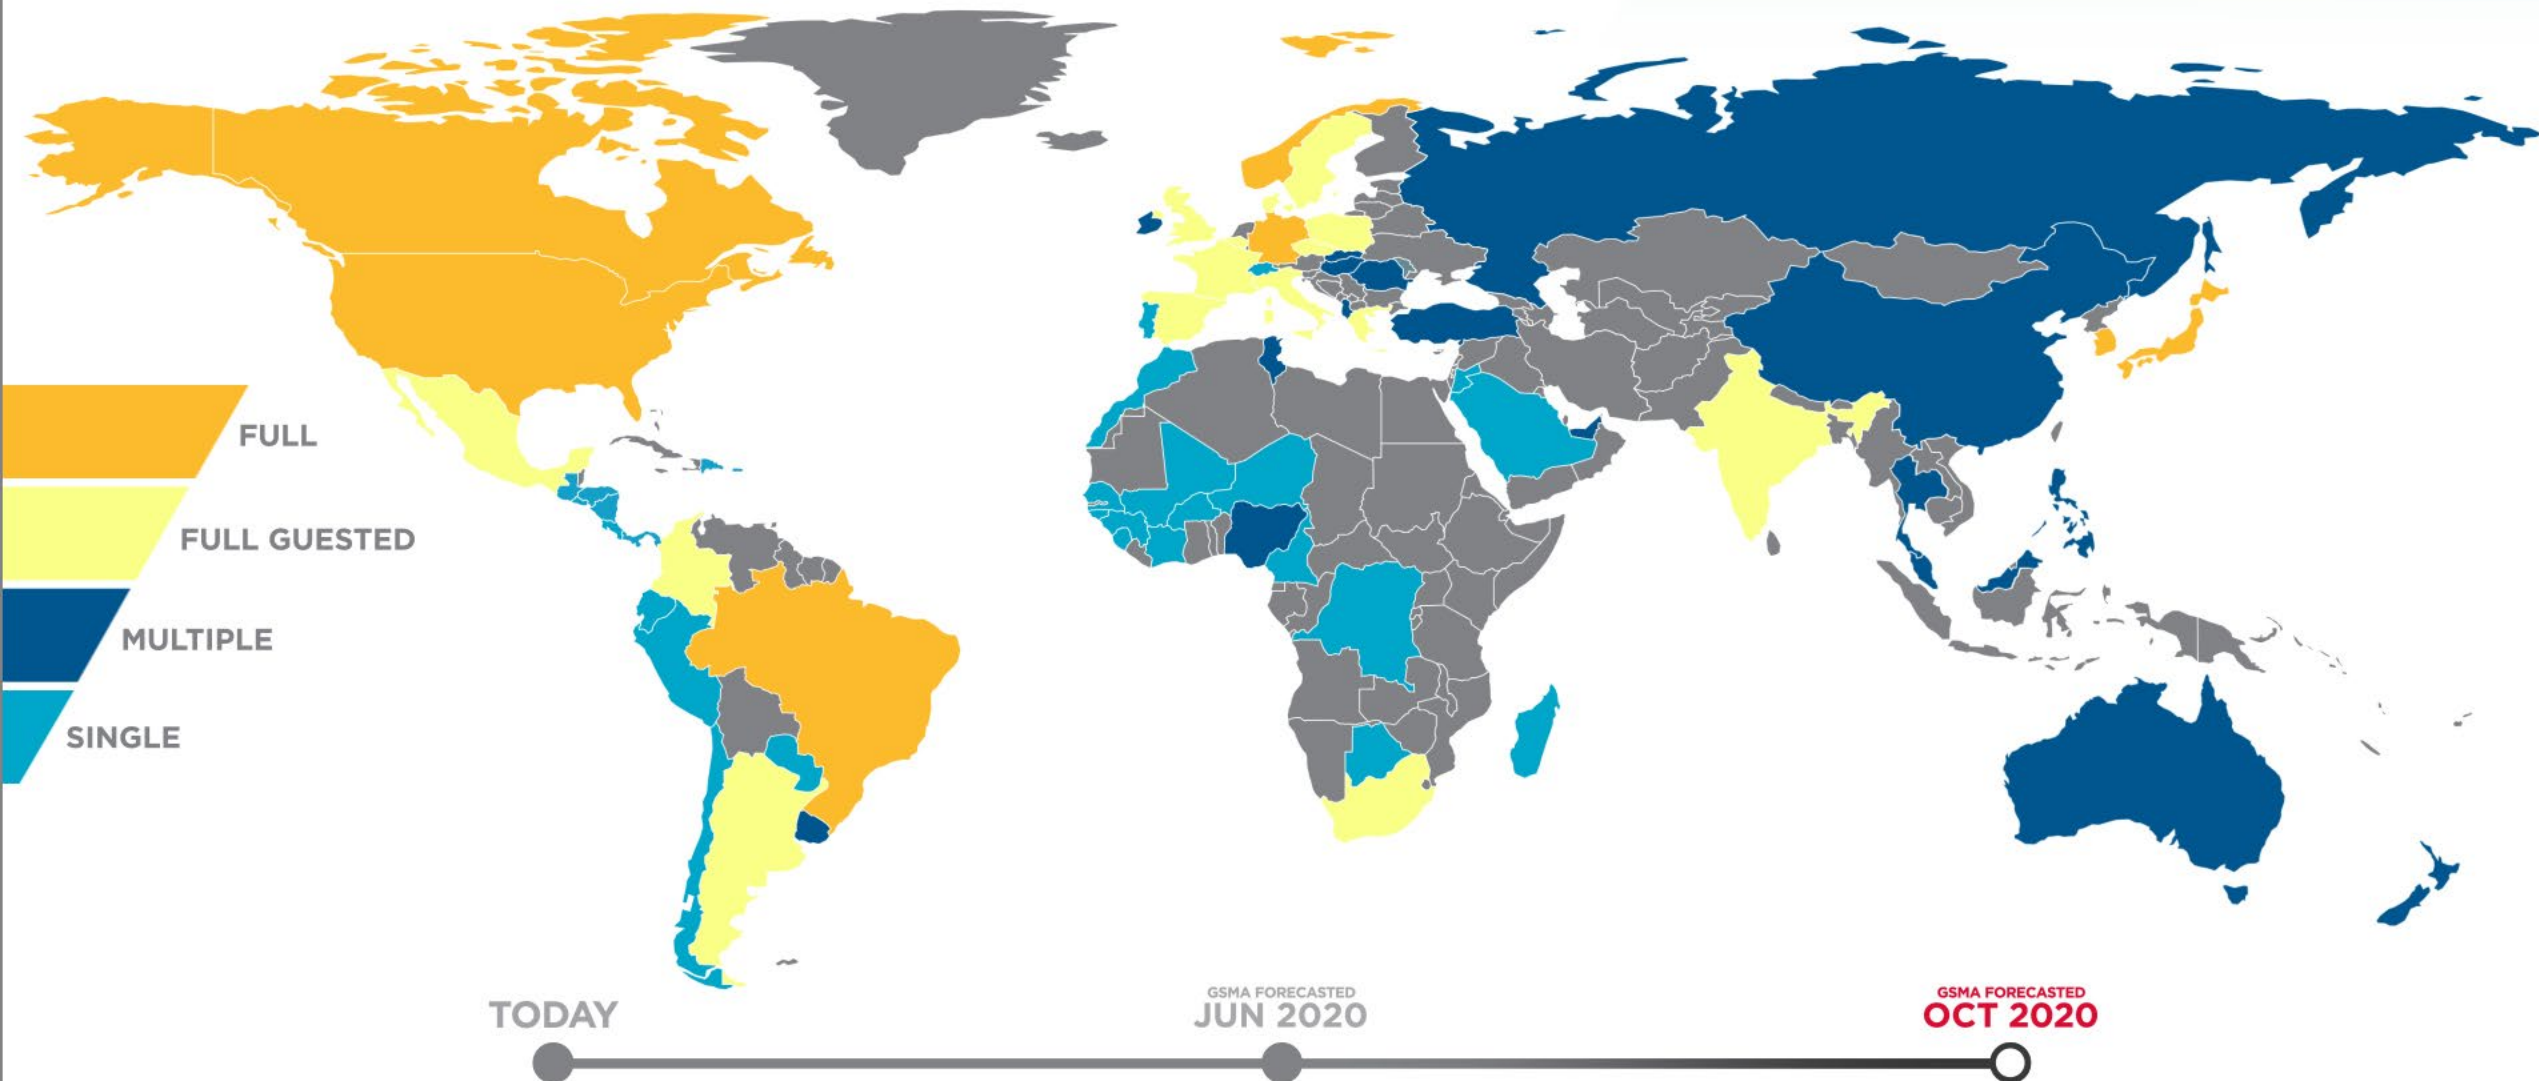 FULL
FULL GUESTED
MULTIPLE
SINGLE
TODAY
GSMA FORECASTED
JUN 2020
GSMA FORECASTED
OCT 2020